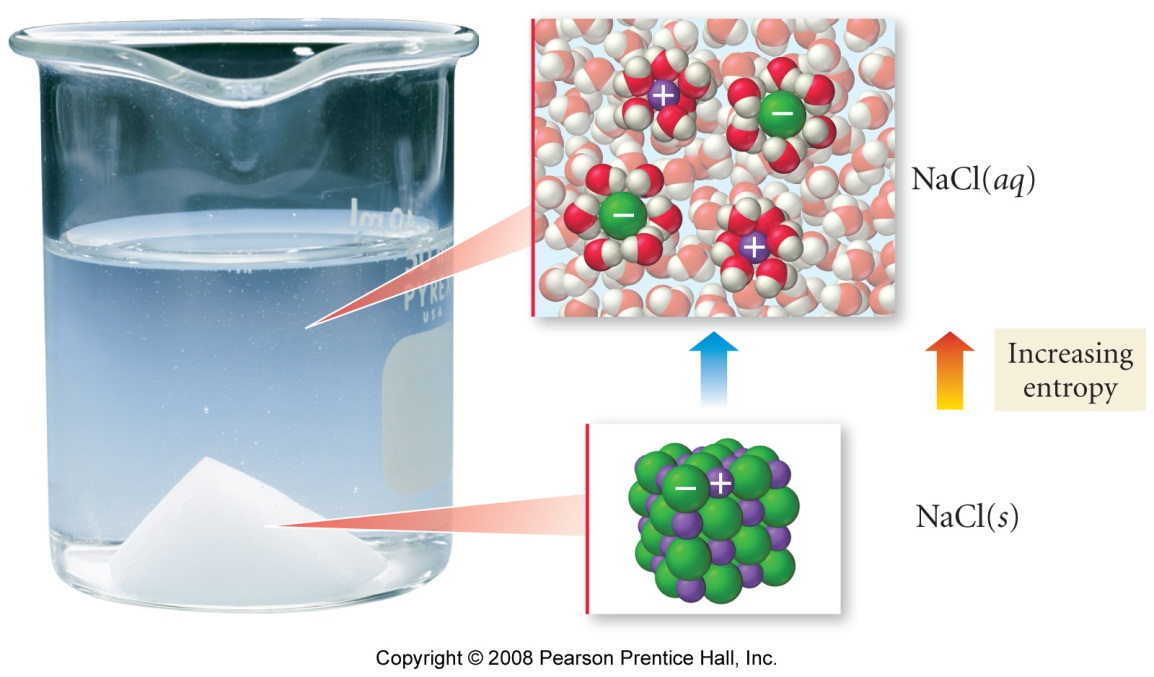 +
−
NaCl(aq)
−
+
PYREX
USA
Increasing
entropy
−
+
NaCl(s)
Copyright © 2008 Pearson Prentice Hall, Inc.